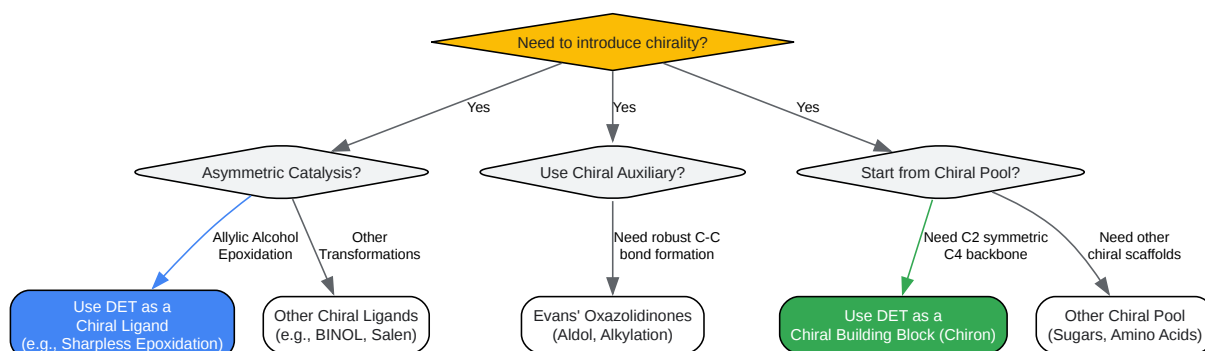 Need to introduce chirality?
Yes
Yes
Yes
Asymmetric Catalysis?
Use Chiral Auxiliary?
Start from Chiral Pool?
Allylic Alcohol
Epoxidation
Other
Transformations
Need robust C-C
bond formation
Need C2 symmetric
C4 backbone
Need other
chiral scaffolds
Use DET as a
Chiral Ligand
(e.g., Sharpless Epoxidation)
Other Chiral Ligands
(e.g., BINOL, Salen)
Evans' Oxazolidinones
(Aldol, Alkylation)
Use DET as a
Chiral Building Block (Chiron)
Other Chiral Pool
(Sugars, Amino Acids)